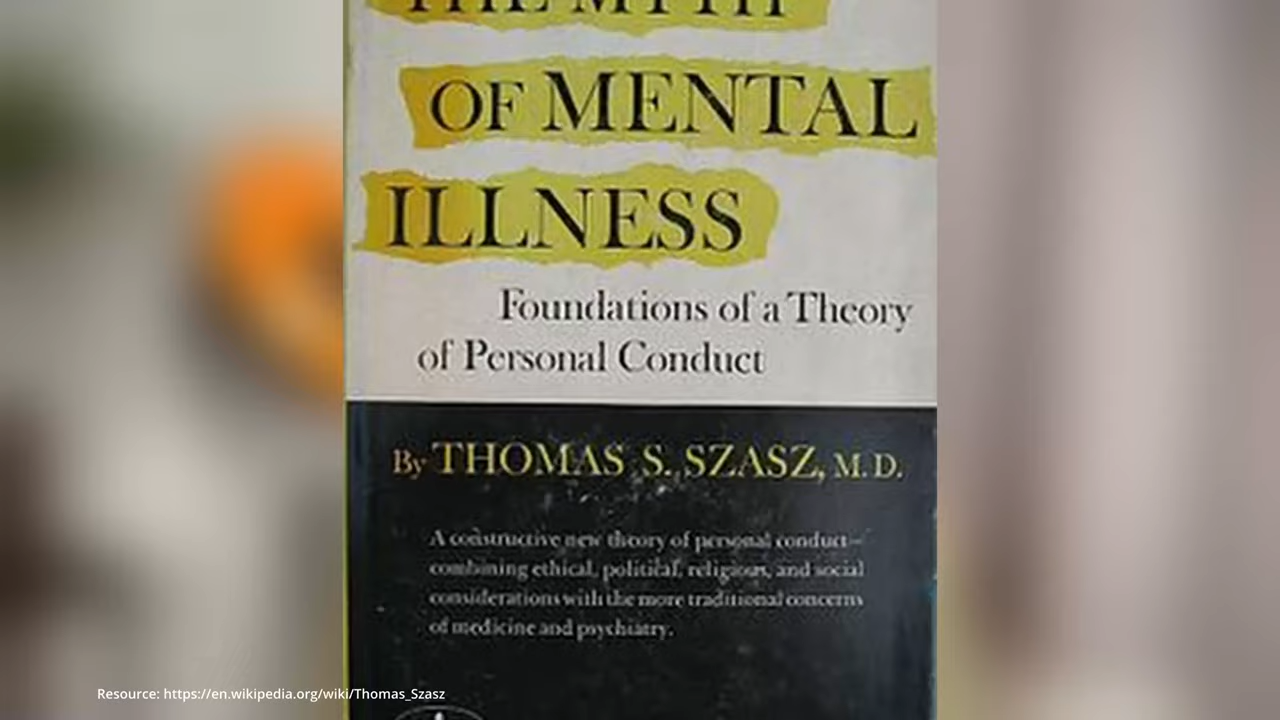 THE MYTH
OF MENTAL
ILLNESS
Foundations of a Theory
of Personal Conduct
By THOMAS S. SZASZ, M.D.
A constructive new theory of personal conduct—
combining ethical, political, religious, and social
considerations with the more traditional concerns
of medicine and psychiatry.
Resource: https://en.wikipedia.org/wiki/Thomas_Szasz